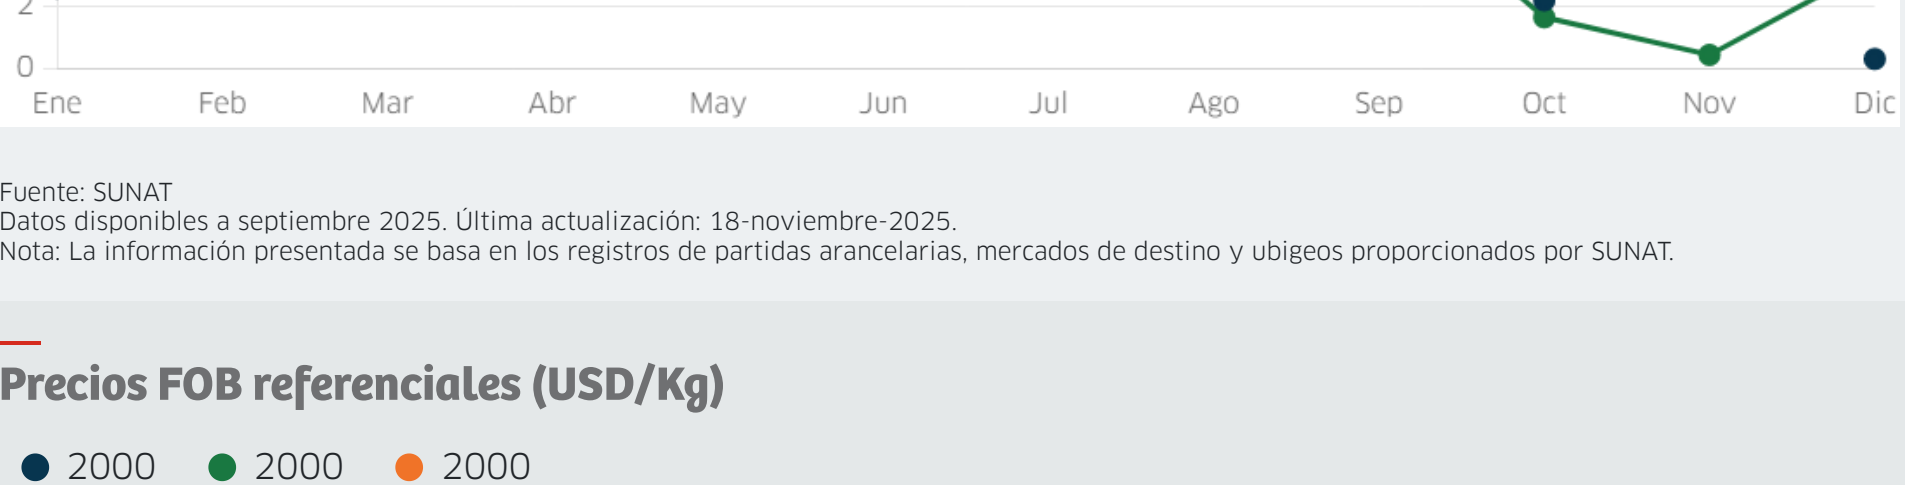 2
0
Ene Feb Mar Abr May Jun Jul Ago Sep Oct Nov Dic
Fuente: SUNAT
Datos disponibles a septiembre 2025. Última actualización: 18-noviembre-2025.
Nota: La información presentada se basa en los registros de partidas arancelarias, mercados de destino y ubigeos proporcionados por SUNAT.
Precios FOB referenciales (USD/Kg)
2000 2000 2000